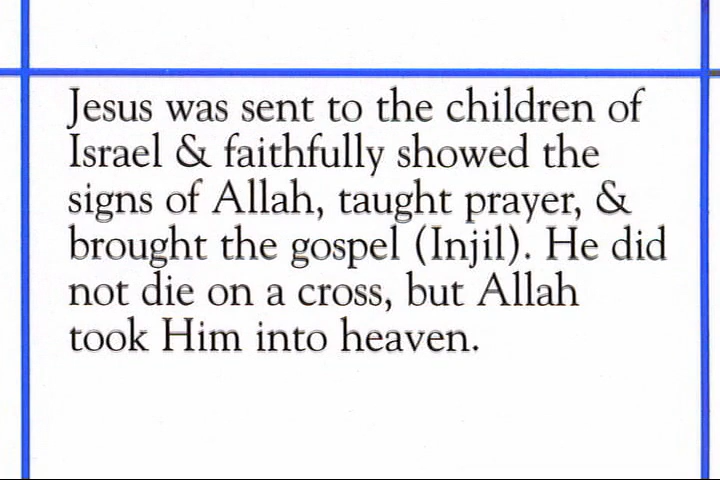 Jesus was sent to the children of
Israel & faithfully showed the
signs of Allah, taught prayer, &
brought the gospel (Injil). He did
not die on a cross, but Allah
took Him into heaven.